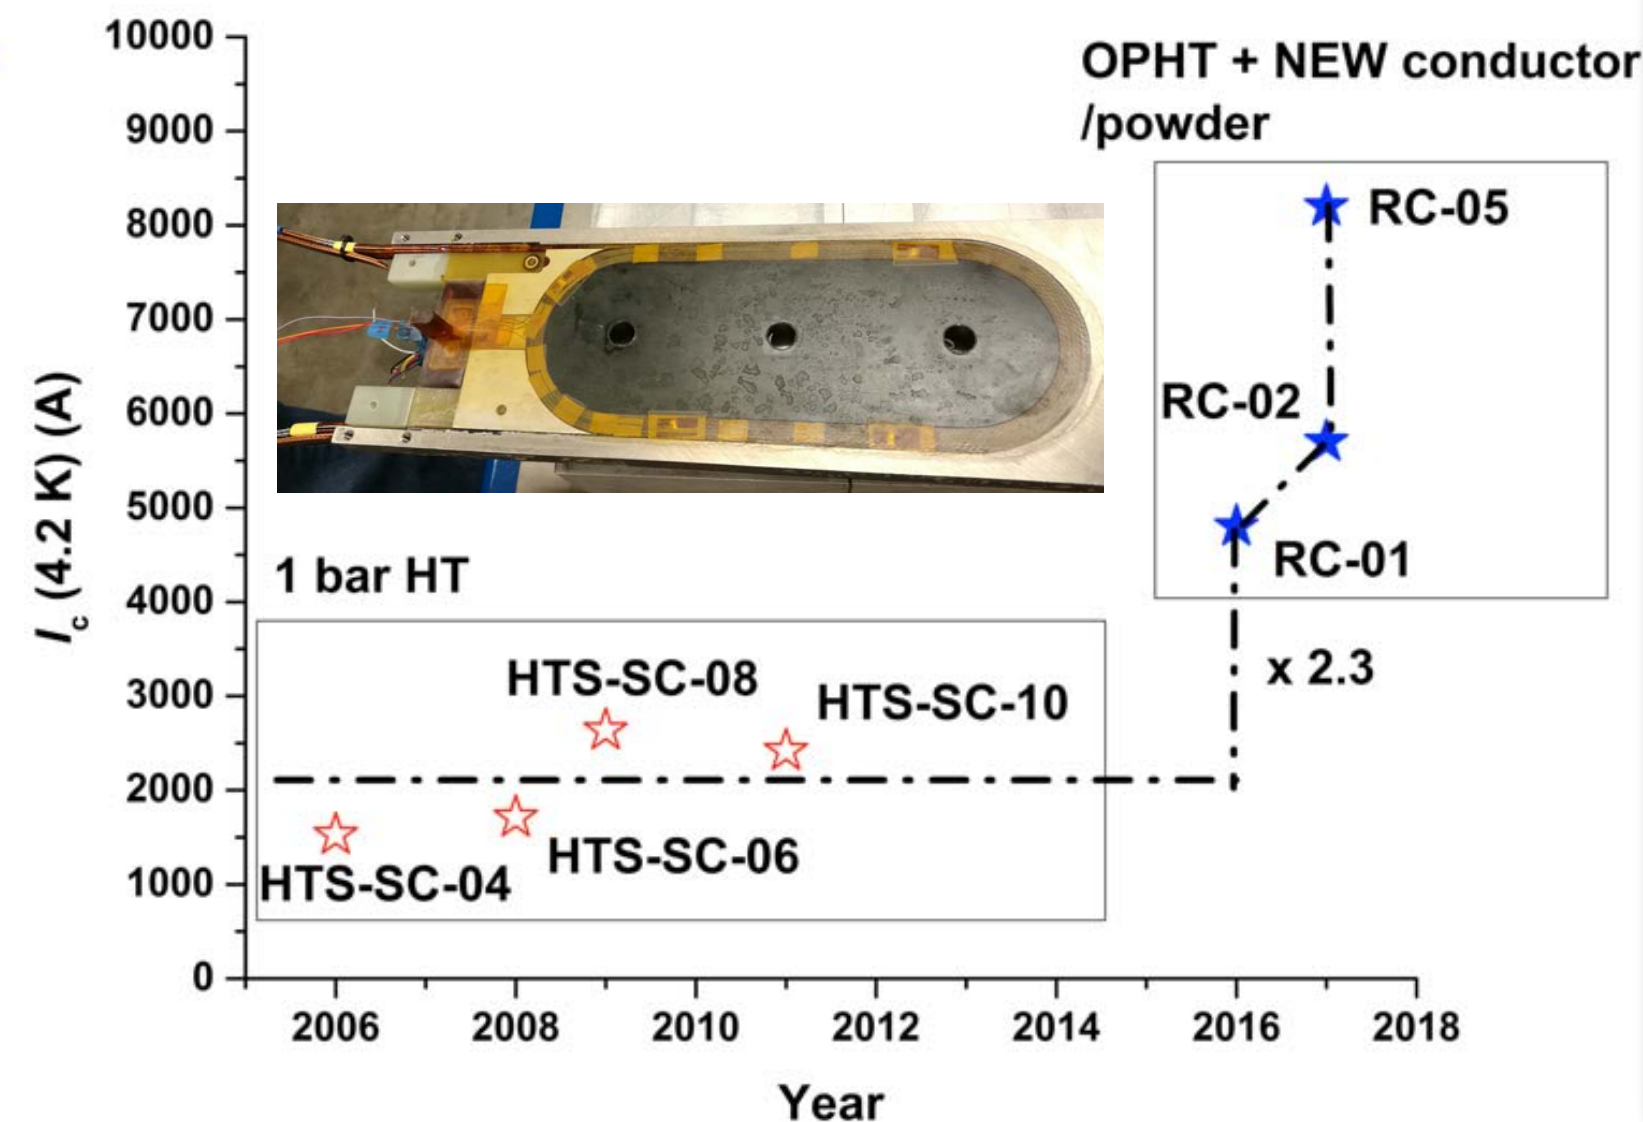 10000
9000
8000
7000
6000
5000
4000
3000
2000
1000
0
Ic (4.2 K) (A)
OPHT + NEW conductor
/powder
RC-05
RC-02
RC-01
1 bar HT
x 2.3
HTS-SC-08
HTS-SC-10
HTS-SC-06
HTS-SC-04
2006 2008 2010 2012 2014 2016 2018
Year